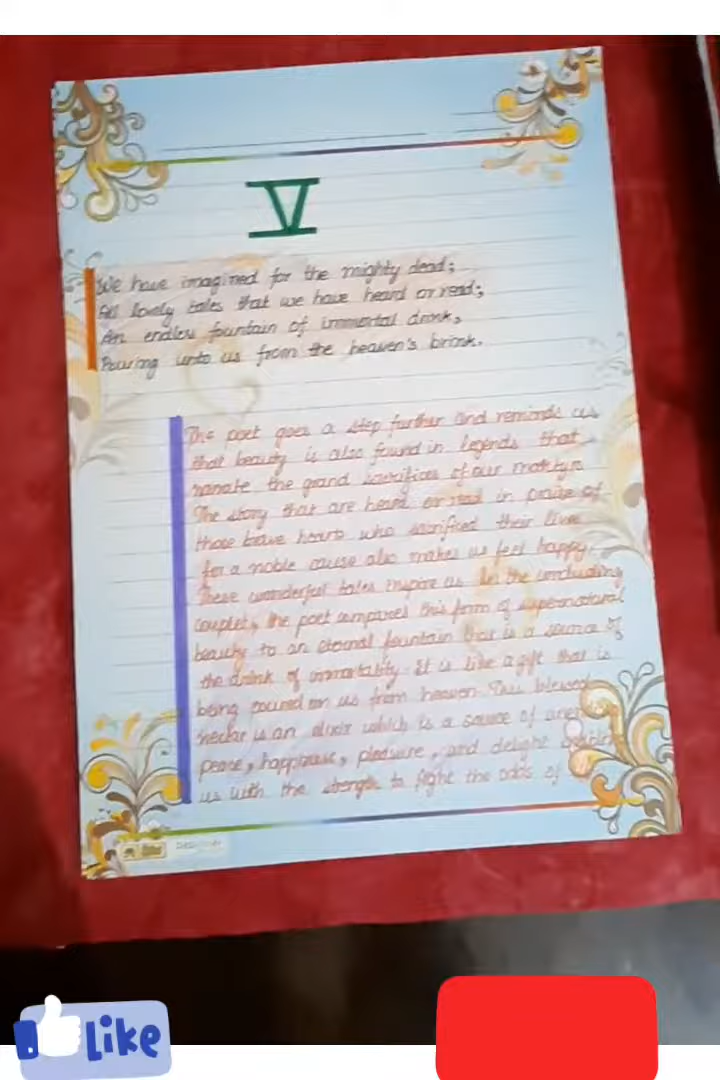 V
We have imagined for the mighty dead;
All lovely tales that we have heard or read;
An endless fountain of immortal drink,
Pouring unto us from the heaven's brink.
The poet goes a step further and reminds us
that beauty is also found in legends that
narrate the grand sacrifices of our martyrs
The story that are heard or read in praise of
those brave hearts who sacrificed their lives
for a noble cause also makes us feel happy.
These wonderful tales inspire us. In the concluding
couplet, the poet compares this form of supernatural
beauty to an eternal fountain that is a source of
the drink of immortality. It is like a gift that is
being poured on us from heaven. This blessed
nectar is an elixir which is a source of
peace, happiness, pleasure, and delight
us with the strength to fight the odds of
Like